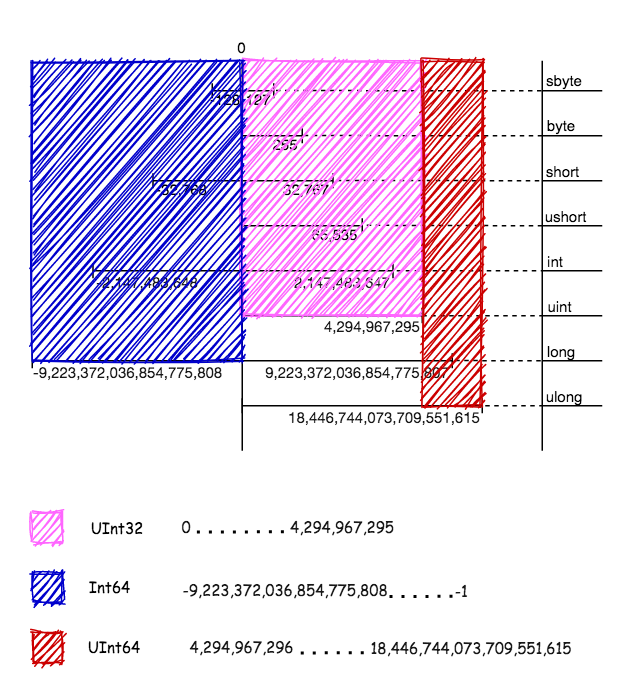 0
sbyte
-128 127
byte
255
short
-32,768 32,767
ushort
65,535
int
-2,147,483,648 2,147,483,647
uint
4,294,967,295
long
-9,223,372,036,854,775,808 9,223,372,036,854,775,807
ulong
18,446,744,073,709,551,615
UInt32 0 ........ 4,294,967,295
Int64 -9,223,372,036,854,775,808......-1
UInt64 4,294,967,296 ...... 18,446,744,073,709,551,615